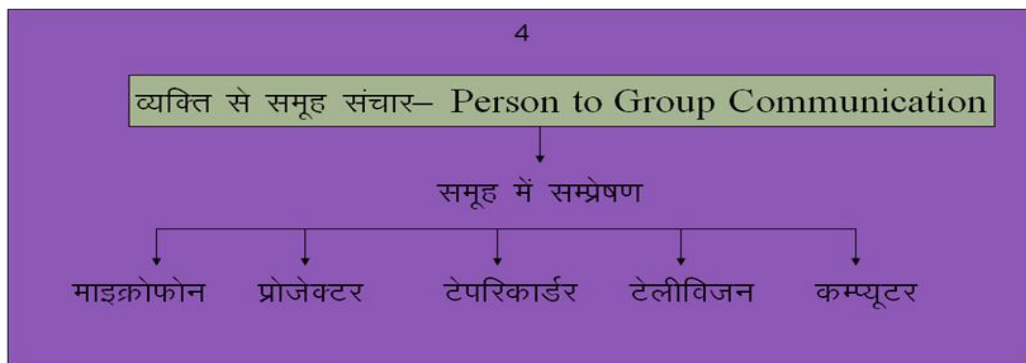 4
व्यक्ति से समूह संचार– Person to Group Communication
समूह में सम्प्रेषण
माइक्रोफोन प्रोजेक्टर टेपरिकार्डर टेलीविजन कम्प्यूटर